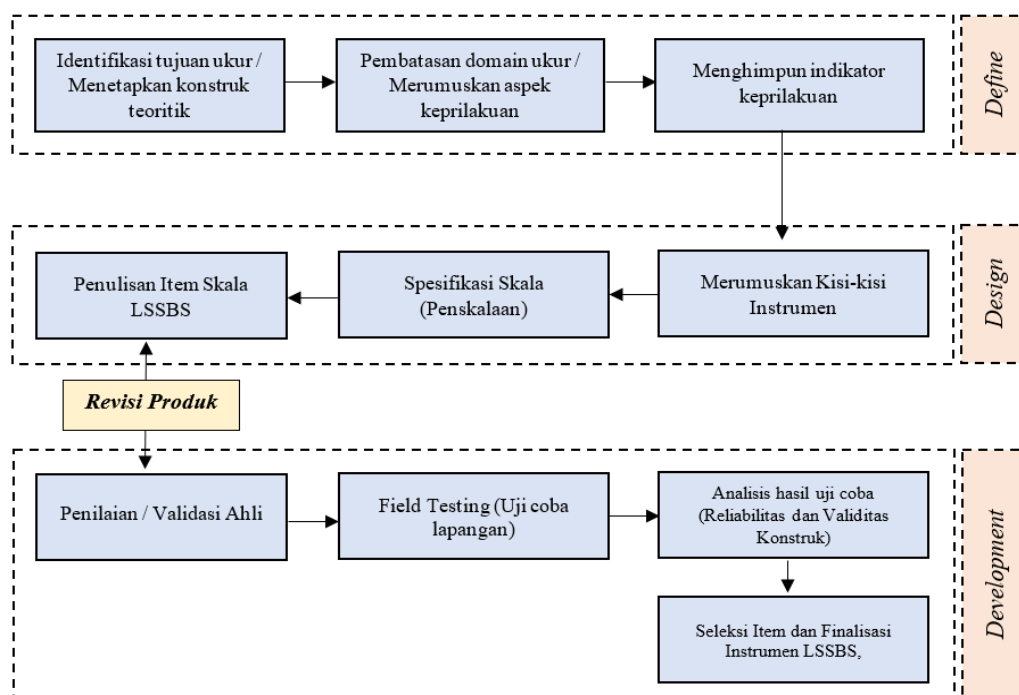 Identifikasi tujuan ukur /
Menetapkan konstruk
teoritik
Pembatasan domain ukur /
Merumuskan aspek
keprilakuan
Menghimpun indikator
keprilakuan
Define
Penulisan Item Skala
LSSBS
Spesifikasi Skala
(Penskalaan)
Merumuskan Kisi-kisi
Instrumen
Design
Revisi Produk
Penilaian / Validasi Ahli
Field Testing (Uji coba
lapangan)
Analisis hasil uji coba
(Reliabilitas dan Validitas
Konstruk)
Seleksi Item dan Finalisasi
Instrumen LSSBS,
Development